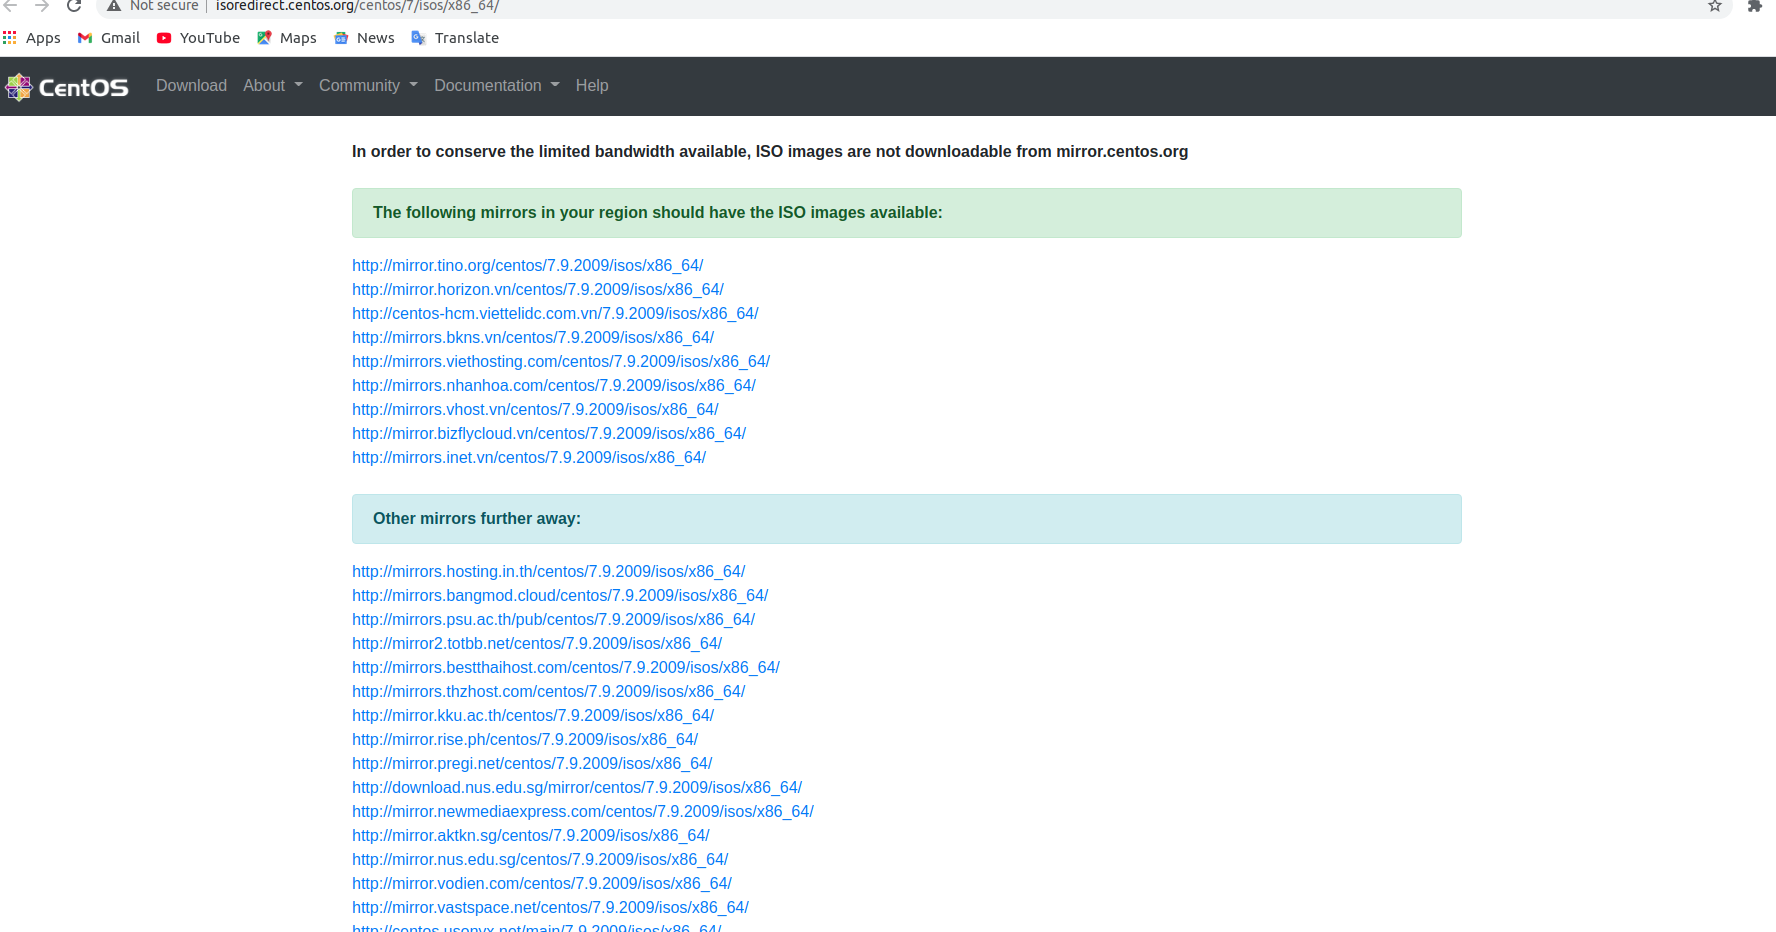 Not secure | isoredirect.centos.org/centos/7/isos/x86_64/
Apps Gmail YouTube Maps News Translate
CentOS Download About Community Documentation Help
In order to conserve the limited bandwidth available, ISO images are not downloadable from mirror.centos.org
The following mirrors in your region should have the ISO images available:
http://mirror.tino.org/centos/7.9.2009/isos/x86_64/
http://mirror.horizon.vn/centos/7.9.2009/isos/x86_64/
http://centos-hcm.viettelidc.com.vn/7.9.2009/isos/x86_64/
http://mirrors.bkns.vn/centos/7.9.2009/isos/x86_64/
http://mirrors.viethosting.com/centos/7.9.2009/isos/x86_64/
http://mirrors.nhanhoa.com/centos/7.9.2009/isos/x86_64/
http://mirrors.vhost.vn/centos/7.9.2009/isos/x86_64/
http://mirror.bizflycloud.vn/centos/7.9.2009/isos/x86_64/
http://mirrors.inet.vn/centos/7.9.2009/isos/x86_64/
Other mirrors further away:
http://mirrors.hosting.in.th/centos/7.9.2009/isos/x86_64/
http://mirrors.bangmod.cloud/centos/7.9.2009/isos/x86_64/
http://mirrors.psu.ac.th/pub/centos/7.9.2009/isos/x86_64/
http://mirror2.totbb.net/centos/7.9.2009/isos/x86_64/
http://mirrors.bestthaihost.com/centos/7.9.2009/isos/x86_64/
http://mirrors.thzhost.com/centos/7.9.2009/isos/x86_64/
http://mirror.kku.ac.th/centos/7.9.2009/isos/x86_64/
http://mirror.rise.ph/centos/7.9.2009/isos/x86_64/
http://mirror.pregi.net/centos/7.9.2009/isos/x86_64/
http://download.nus.edu.sg/mirror/centos/7.9.2009/isos/x86_64/
http://mirror.newmediaexpress.com/centos/7.9.2009/isos/x86_64/
http://mirror.aktkn.sg/centos/7.9.2009/isos/x86_64/
http://mirror.nus.edu.sg/centos/7.9.2009/isos/x86_64/
http://mirror.vodien.com/centos/7.9.2009/isos/x86_64/
http://mirror.vastspace.net/centos/7.9.2009/isos/x86_64/
http://centos.usonyx.net/main/7.9.2009/isos/x86_64/